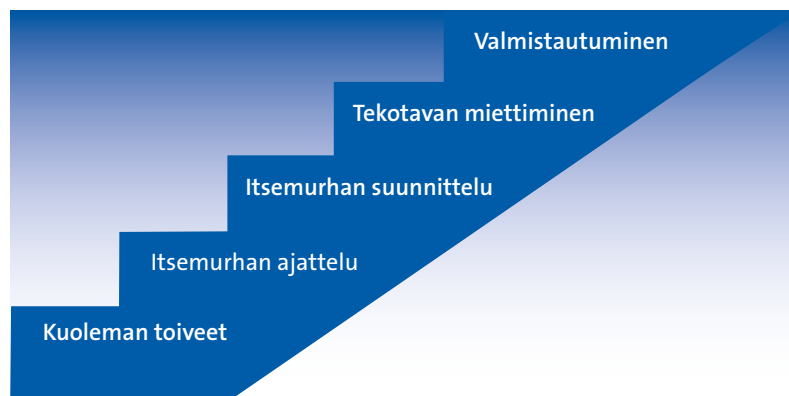 Valmistautuminen
Tekotavan miettiminen
Itsemurhan suunnittelu
Itsemurhan ajattelu
Kuoleman toiveet